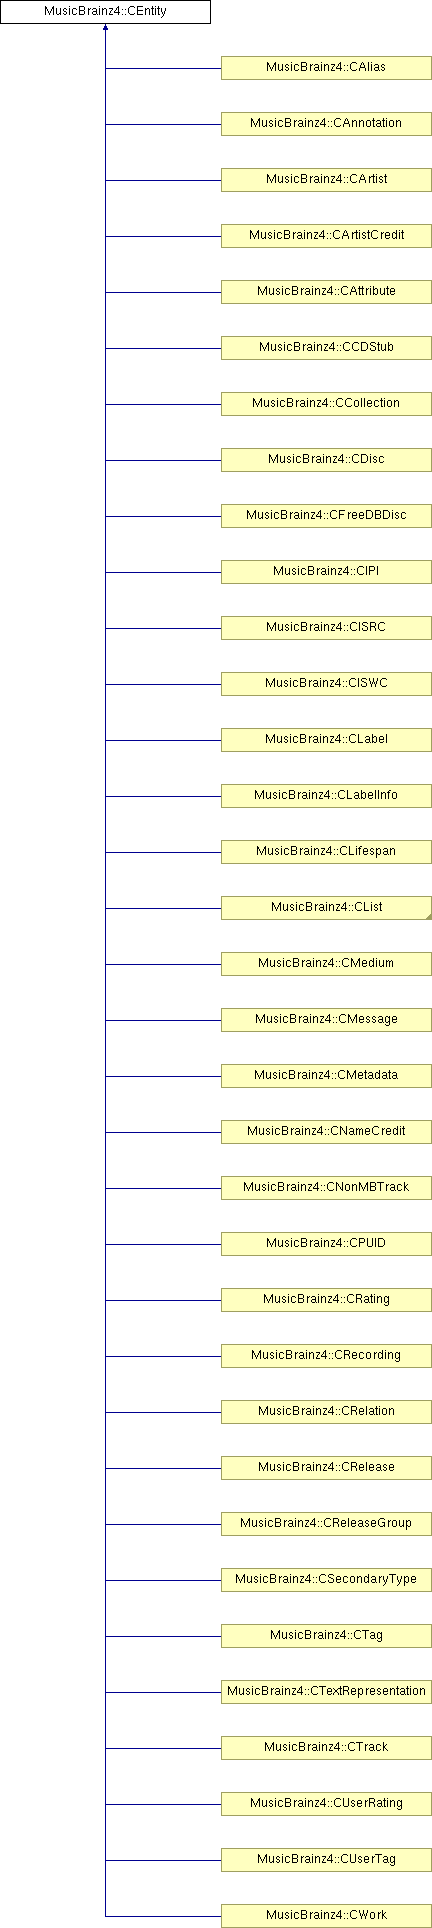 MusicBrainz4::CEntity
MusicBrainz4::CAlias
MusicBrainz4::CAnnotation
MusicBrainz4::CArtist
MusicBrainz4::CArtistCredit
MusicBrainz4::CAttribute
MusicBrainz4::CCDStub
MusicBrainz4::CCollection
MusicBrainz4::CDisc
MusicBrainz4::CFreeDBDisc
MusicBrainz4::CIPI
MusicBrainz4::CISRC
MusicBrainz4::CISWC
MusicBrainz4::CLabel
MusicBrainz4::CLabelInfo
MusicBrainz4::CLifespan
MusicBrainz4::CList
MusicBrainz4::CMedium
MusicBrainz4::CMessage
MusicBrainz4::CMetadata
MusicBrainz4::CNameCredit
MusicBrainz4::CNonMBTrack
MusicBrainz4::CPUID
MusicBrainz4::CRating
MusicBrainz4::CRecording
MusicBrainz4::CRelation
MusicBrainz4::CRelease
MusicBrainz4::CReleaseGroup
MusicBrainz4::CSecondaryType
MusicBrainz4::CTag
MusicBrainz4::CTextRepresentation
MusicBrainz4::CTrack
MusicBrainz4::CUserRating
MusicBrainz4::CUserTag
MusicBrainz4::CWork